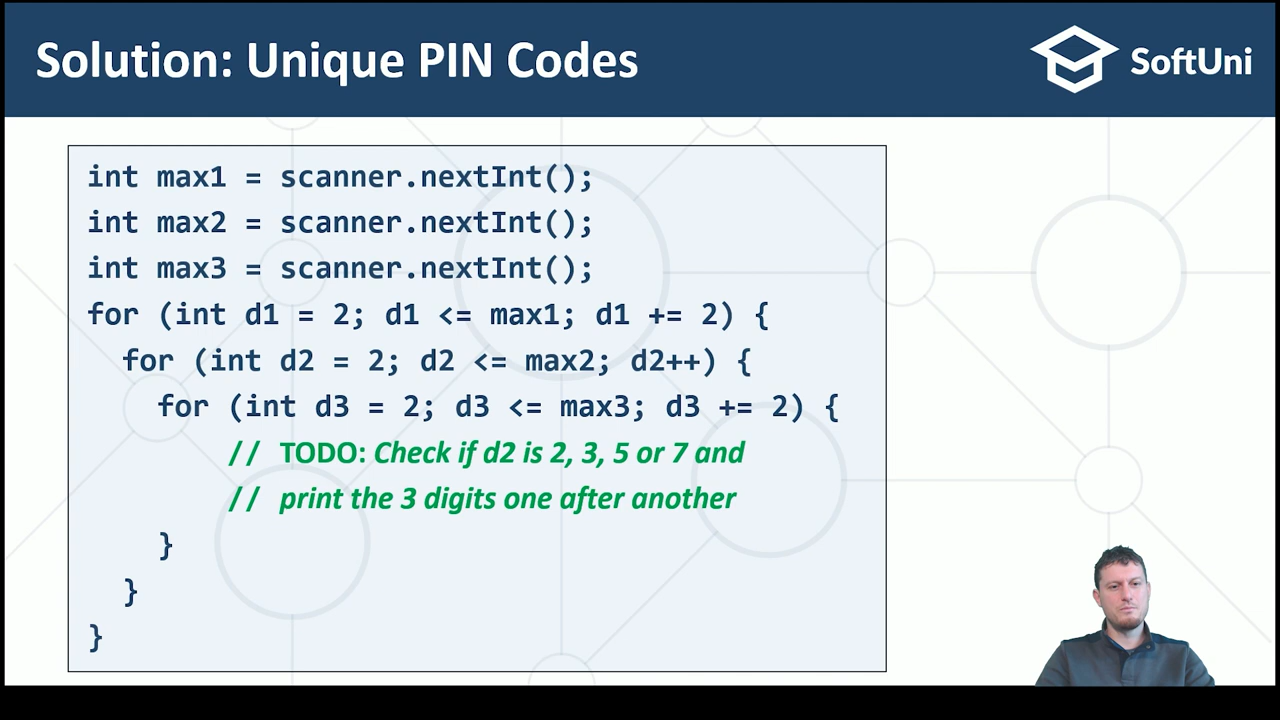 Solution: Unique PIN Codes
SoftUni
int max1 = scanner.nextInt();
int max2 = scanner.nextInt();
int max3 = scanner.nextInt();
for (int d1 = 2; d1 <= max1; d1 += 2) {
for (int d2 = 2; d2 <= max2; d2++) {
for (int d3 = 2; d3 <= max3; d3 += 2) {
// TODO: Check if d2 is 2, 3, 5 or 7 and
// print the 3 digits one after another
}
}
}